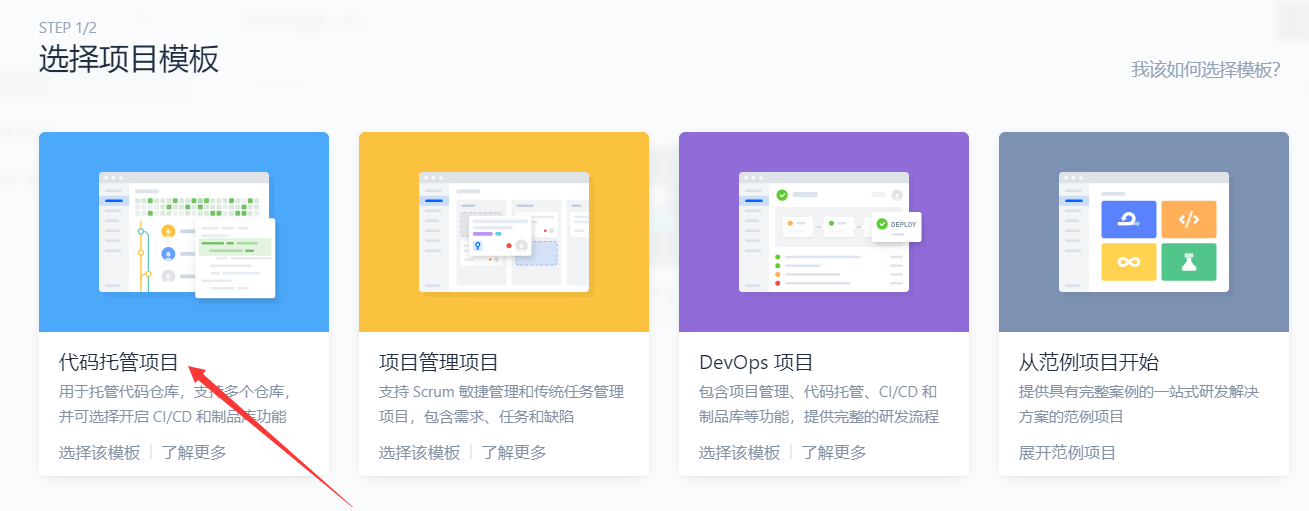 STEP 1/2
选择项目模板
我该如何选择模板?
DEPLOY
代码托管项目
用于托管代码仓库，支持多个仓库，
并可选择开启 CI/CD 和制品库功能
选择该模板 | 了解更多
项目管理项目
支持 Scrum 敏捷管理和传统任务管理
项目，包含需求、任务和缺陷
选择该模板 | 了解更多
DevOps 项目
包含项目管理、代码托管、CI/CD 和
制品库等功能，提供完整的研发流程
选择该模板 | 了解更多
从范例项目开始
提供具有完整案例的一站式研发解决
方案的范例项目
展开范例项目